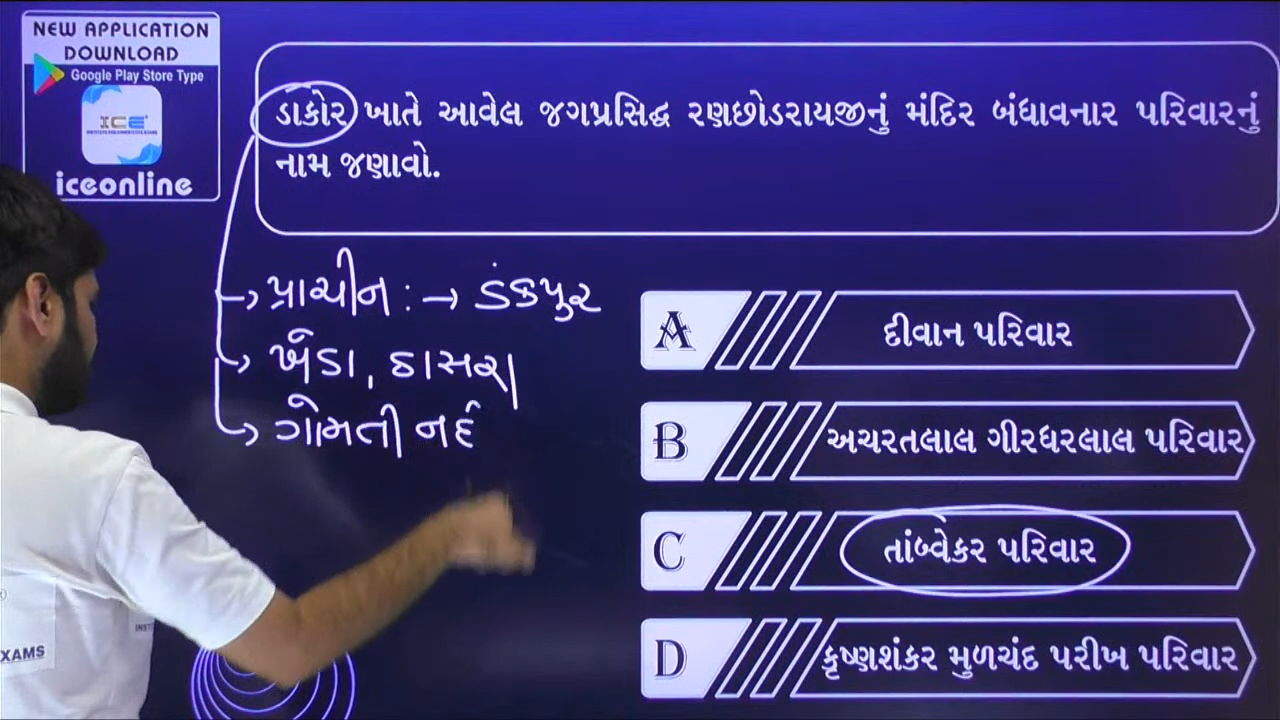 NEW APPLICATION
DOWNLOAD
Google Play Store Type
ICE
iceonline
ડાકોર ખાતે આવેલ જગપ્રસિદ્ધ રણછોડરાયજીનું મંદિર બંધાવનાર પરિવારનું
નામ જણાવો.
→ પ્રાચીન :→ ડંકપુર
→ ખેડા, ઠાસરા
→ ગોમતી નદ
A દીવાન પરિવાર
B અચરતલાલ ગીરધરલાલ પરિવાર
C તાંબ્વેકર પરિવાર
D કૃષ્ણશંકર મુળચંદ પરીખ પરિવાર
XAMS